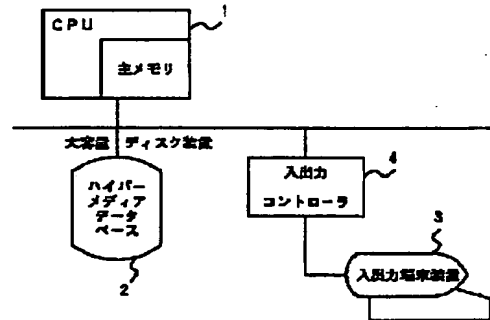 CPU
1
主メモリ
大容量 ディスク装置
ハイパー
メディア
データ
ベース
2
入出力
コントローラ
4
3
入出力端末装置